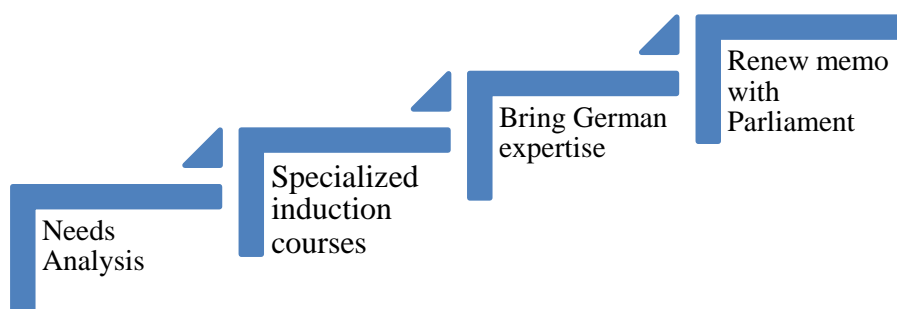 Needs
Analysis
Specialized
induction
courses
Bring German
expertise
Renew memo
with
Parliament